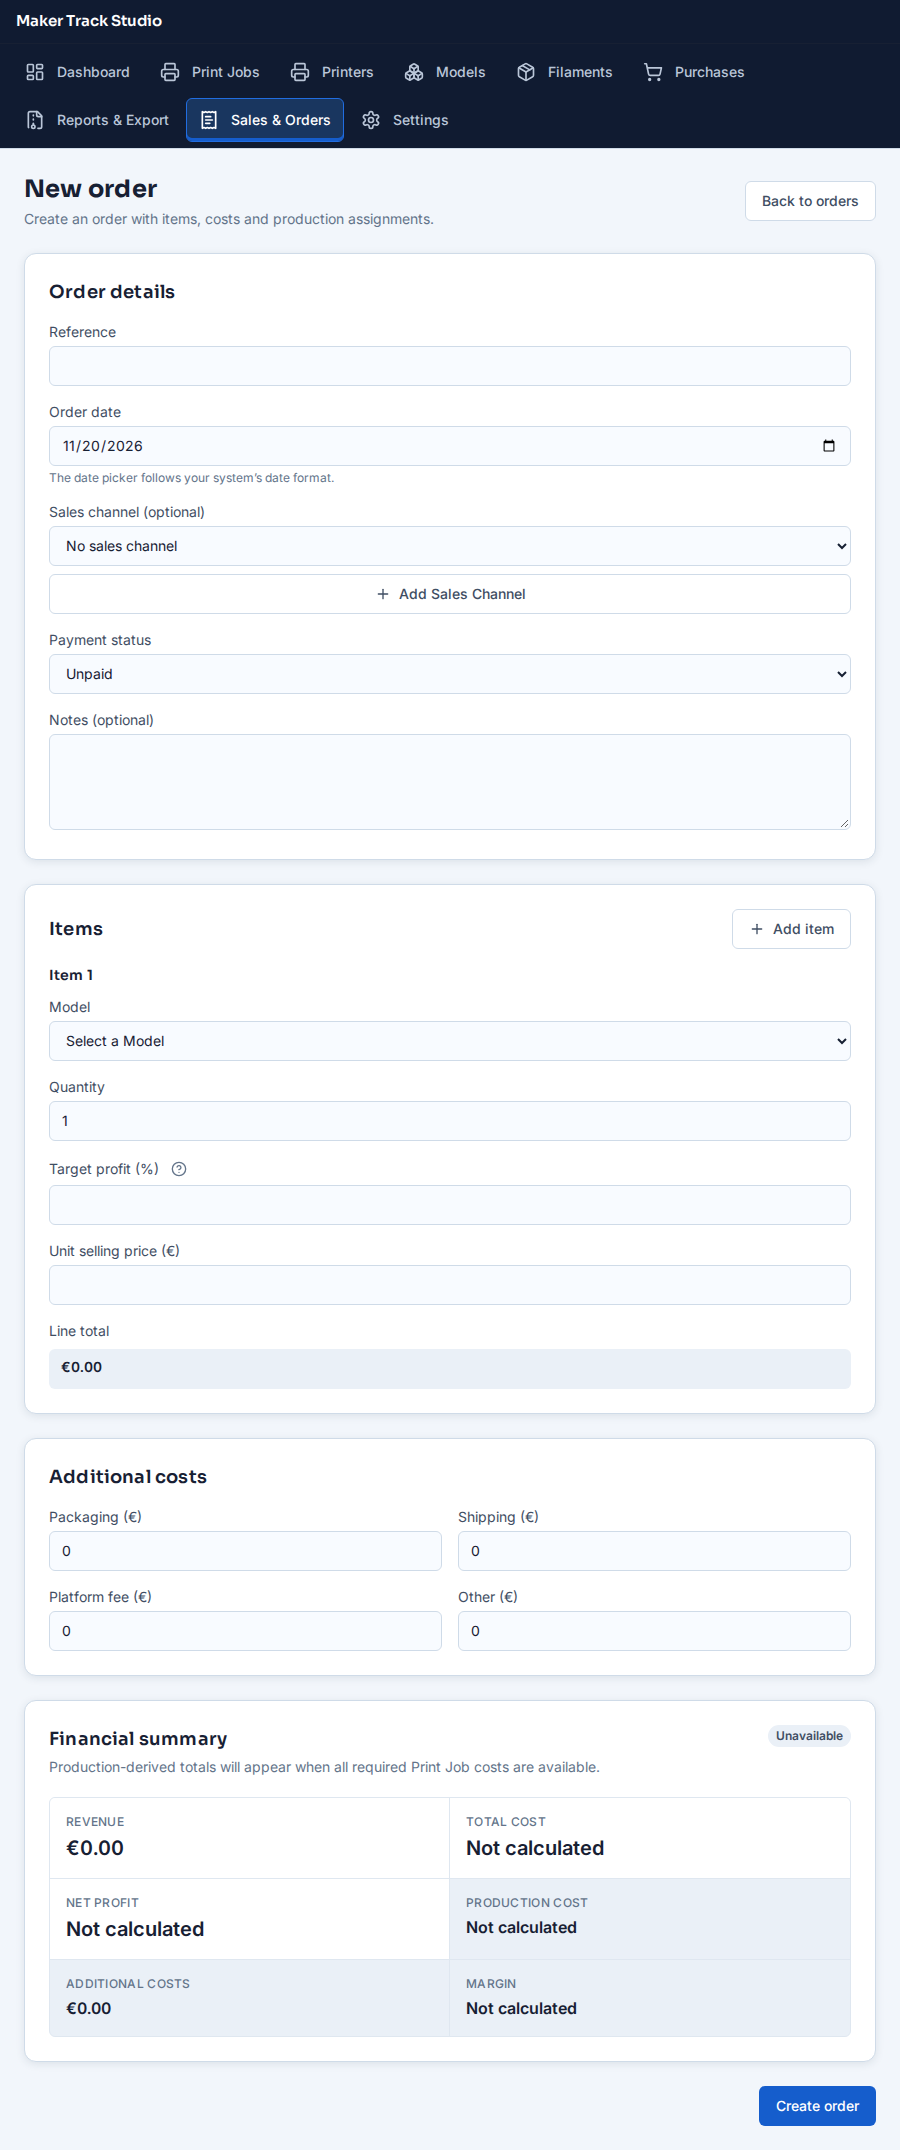 Maker Track Studio
Dashboard
Print Jobs
Printers
Models
Filaments
Purchases
Reports & Export
Sales & Orders
Settings
New order
Create an order with items, costs and production assignments.
Back to orders
Order details
Reference
Order date
11/20/2026
The date picker follows your system's date format.
Sales channel (optional)
No sales channel
+ Add Sales Channel
Payment status
Unpaid
Notes (optional)
Items
+ Add item
Item 1
Model
Select a Model
Quantity
1
Target profit (%) ?
Unit selling price (€)
Line total
€0.00
Additional costs
Packaging (€)
Shipping (€)
0
0
Platform fee (€)
Other (€)
0
0
Financial summary
Unavailable
Production-derived totals will appear when all required Print Job costs are available.
REVENUE
€0.00
TOTAL COST
Not calculated
NET PROFIT
Not calculated
PRODUCTION COST
Not calculated
ADDITIONAL COSTS
€0.00
MARGIN
Not calculated
Create order